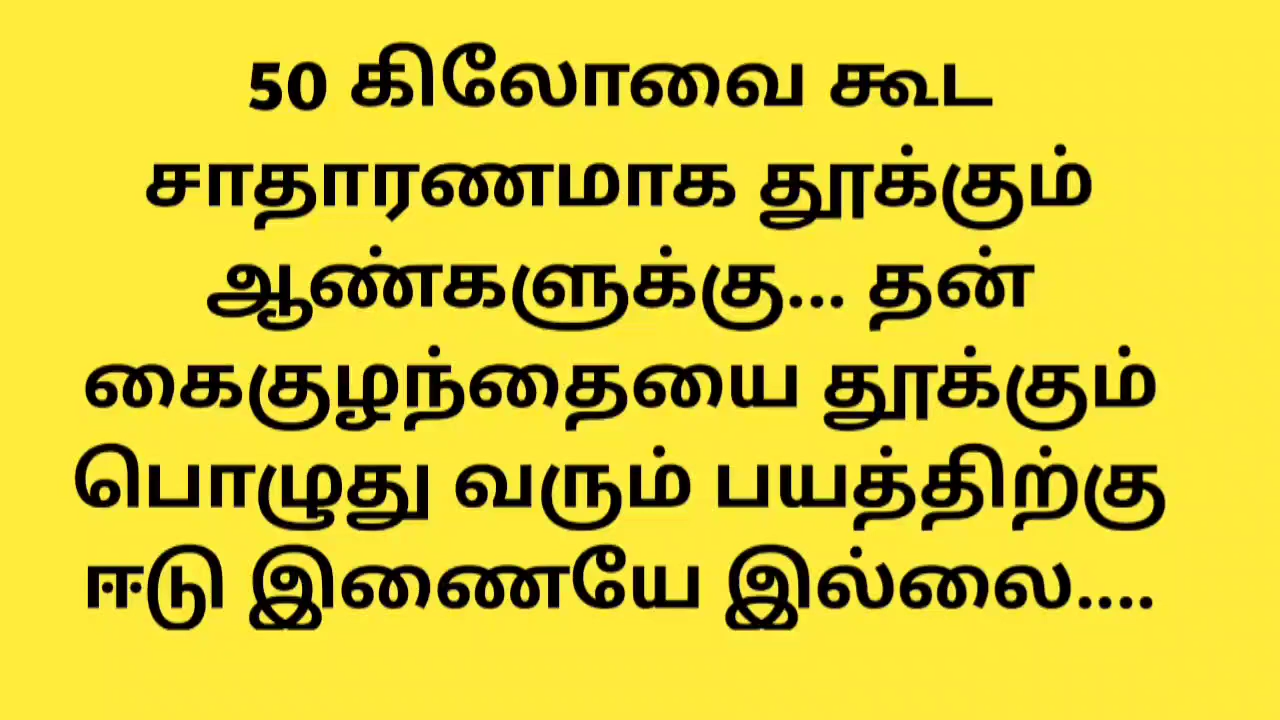 50 கிலோவை கூட
சாதாரணமாக தூக்கும்
ஆண்களுக்கு... தன்
கைகுழந்தையை தூக்கும்
பொழுது வரும் பயத்திற்கு
ஈடு இணையே இல்லை....